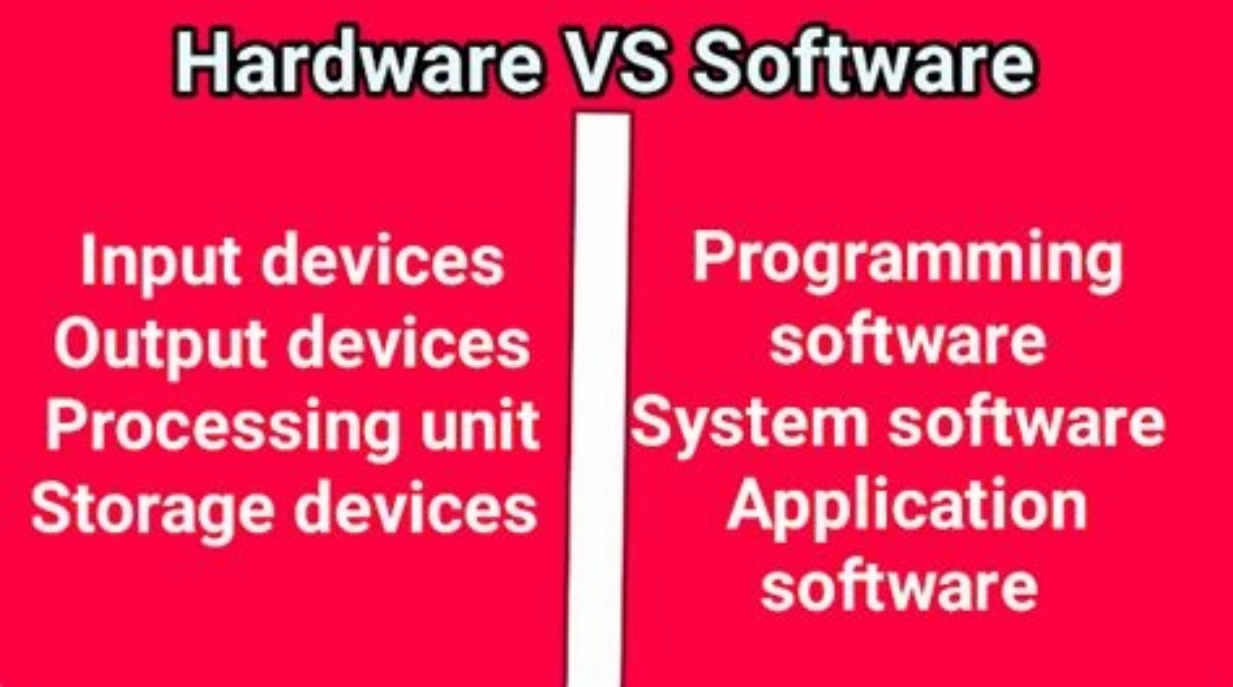 Hardware VS Software
Input devices
Output devices
Processing unit
Storage devices
Programming
software
System software
Application
software